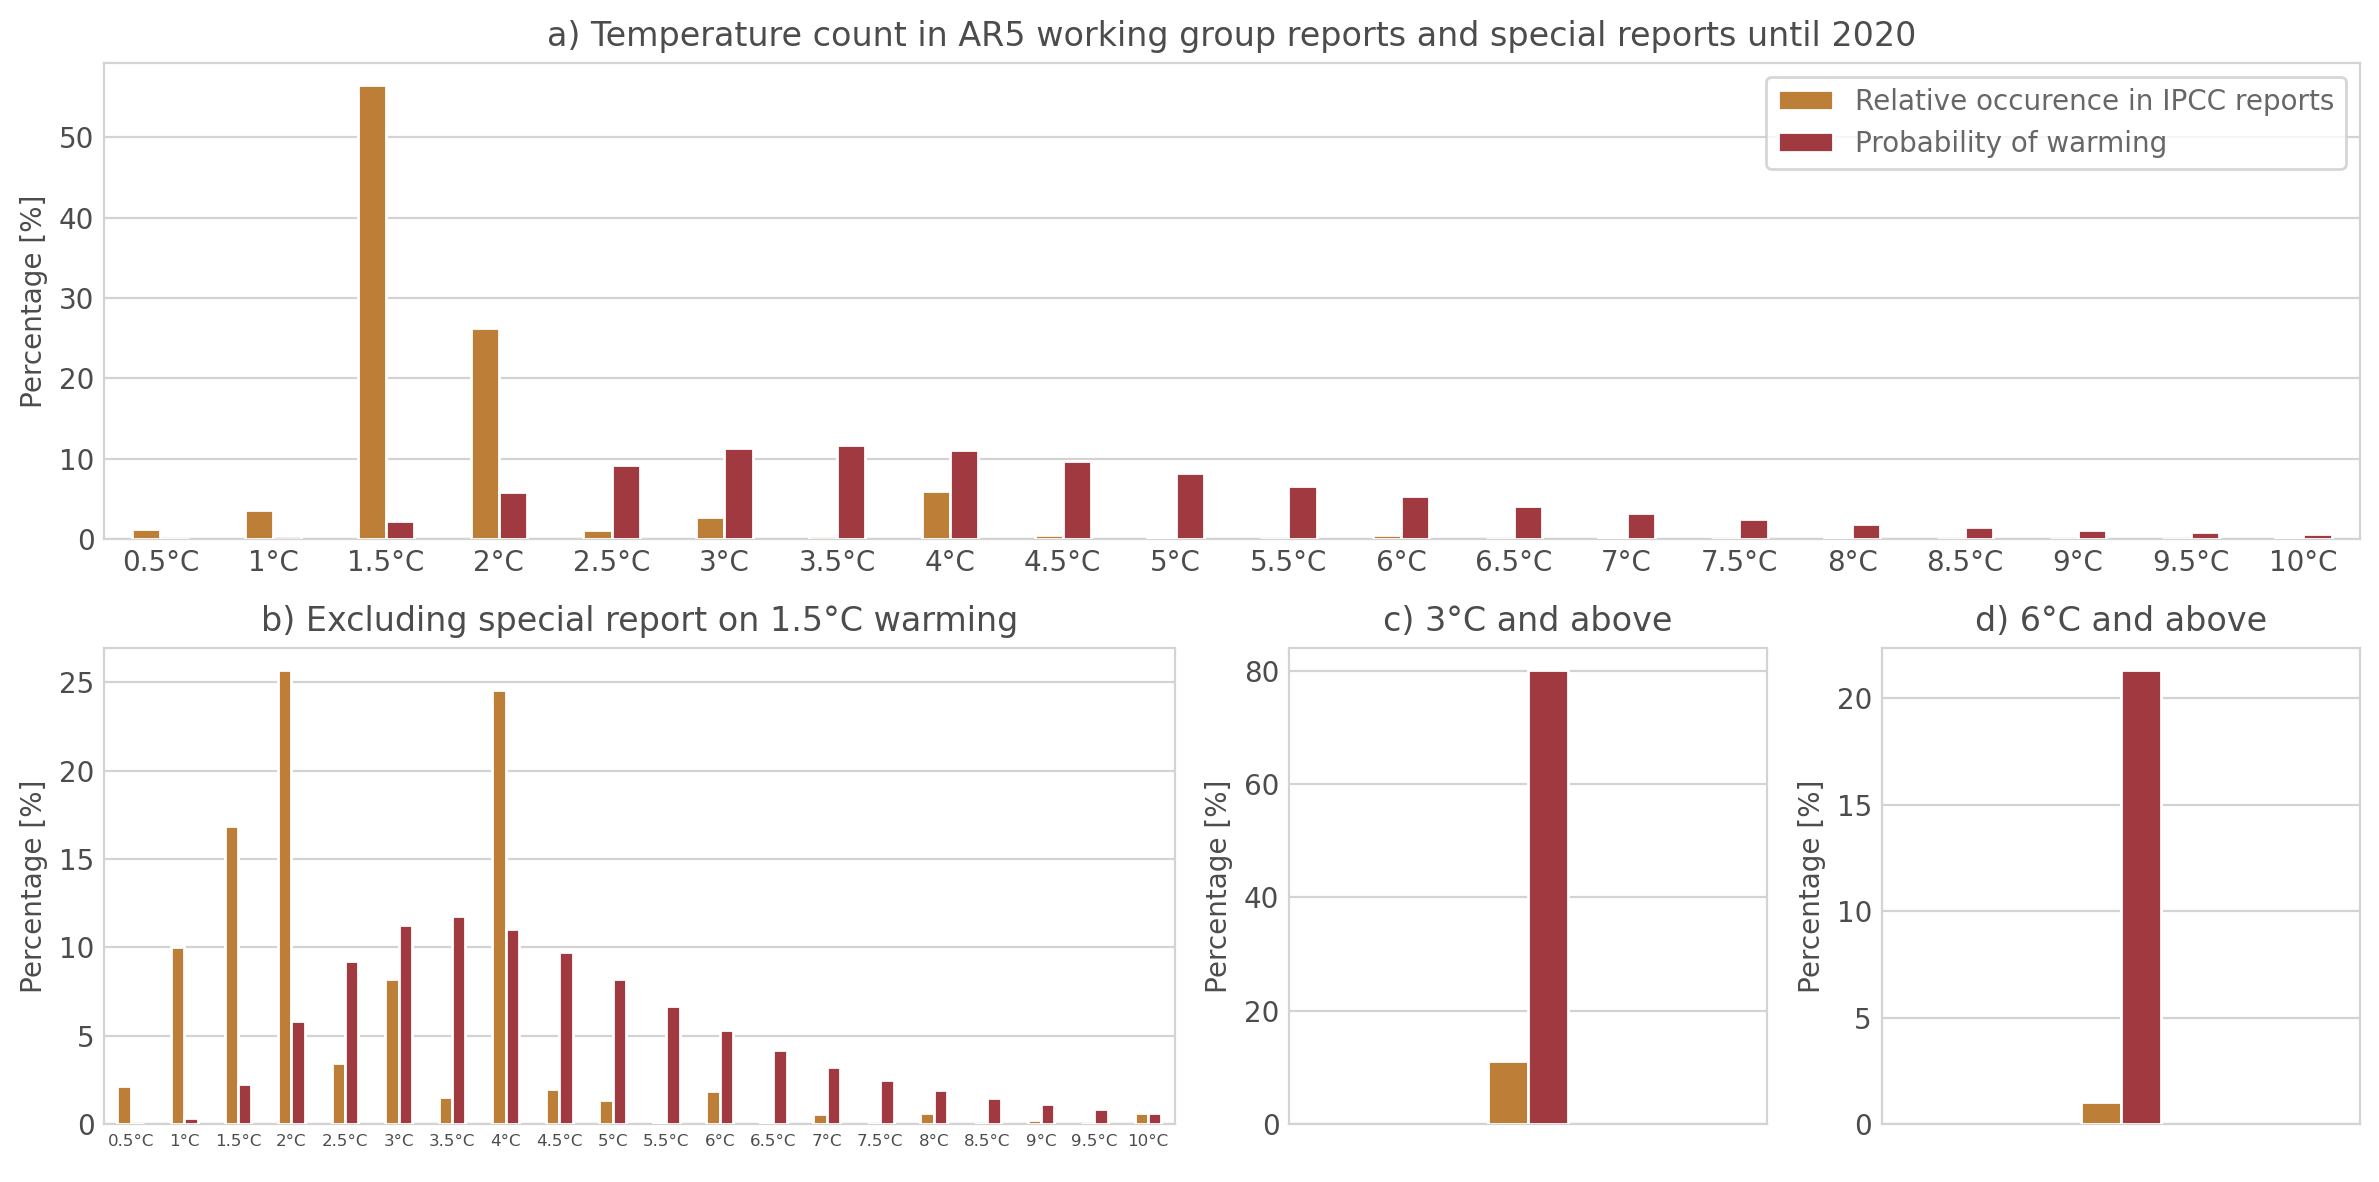 a) Temperature count in AR5 working group reports and special reports until 2020
Relative occurence in IPCC reports
Probability of warming
Percentage [%]
50
40
30
20
10
0
0.5°C 1°C 1.5°C 2°C 2.5°C 3°C 3.5°C 4°C 4.5°C 5°C 5.5°C 6°C 6.5°C 7°C 7.5°C 8°C 8.5°C 9°C 9.5°C 10°C
b) Excluding special report on 1.5°C warming
Percentage [%]
25
20
15
10
5
0
0.5°C 1°C 1.5°C 2°C 2.5°C 3°C 3.5°C 4°C 4.5°C 5°C 5.5°C 6°C 6.5°C 7°C 7.5°C 8°C 8.5°C 9°C 9.5°C 10°C
c) 3°C and above
Percentage [%]
80
60
40
20
0
d) 6°C and above
Percentage [%]
20
15
10
5
0